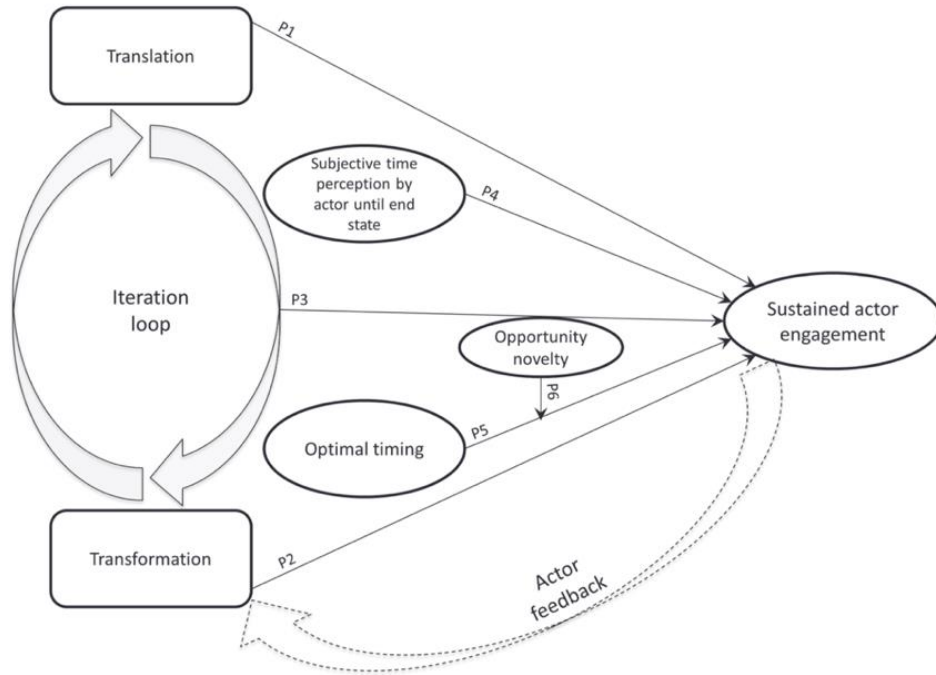 Translation
P1
Subjective time
perception by
actor until end
state
P4
Iteration
loop
P3
Sustained actor
engagement
Opportunity
novelty
P6
Optimal timing
P5
Transformation
P2
Actor
feedback